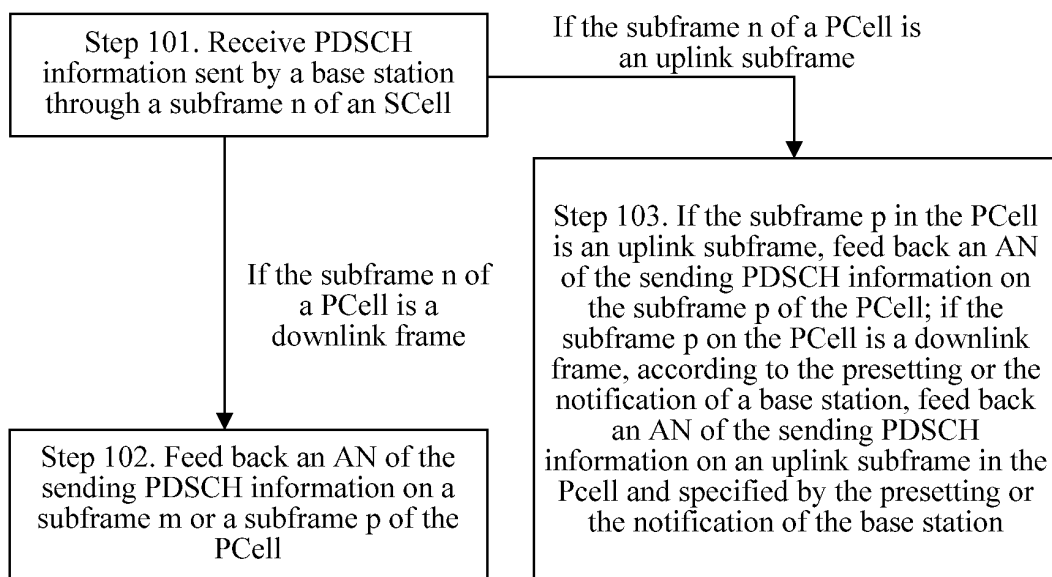 Step 101. Receive PDSCH
information sent by a base station
through a subframe n of an SCell
If the subframe n of a PCell is
an uplink subframe
If the subframe n of
a PCell is a
downlink frame
Step 102. Feed back an AN of the
sending PDSCH information on a
subframe m or a subframe p of the
PCell
Step 103. If the subframe p in the PCell
is an uplink subframe, feed back an AN
of the sending PDSCH information on
the subframe p of the PCell; if the
subframe p on the PCell is a downlink
frame, according to the presetting or the
notification of a base station, feed back
an AN of the sending PDSCH
information on an uplink subframe in the
Pcell and specified by the presetting or
the notification of the base station